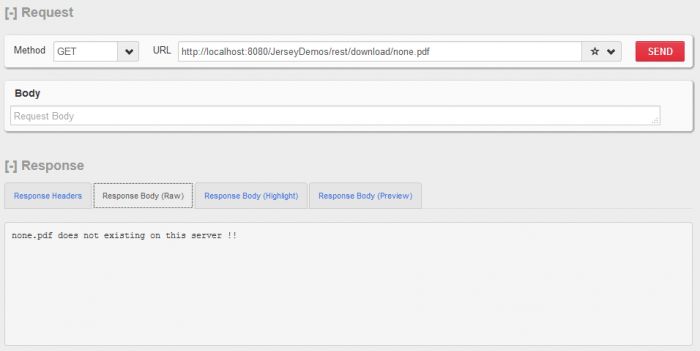 [-] Request
Method GET URL http://localhost:8080/JerseyDemos/rest/download/none.pdf SEND
Body
Request Body
[-] Response
Response Headers Response Body (Raw) Response Body (Highlight) Response Body (Preview)
none.pdf does not existing on this server !!